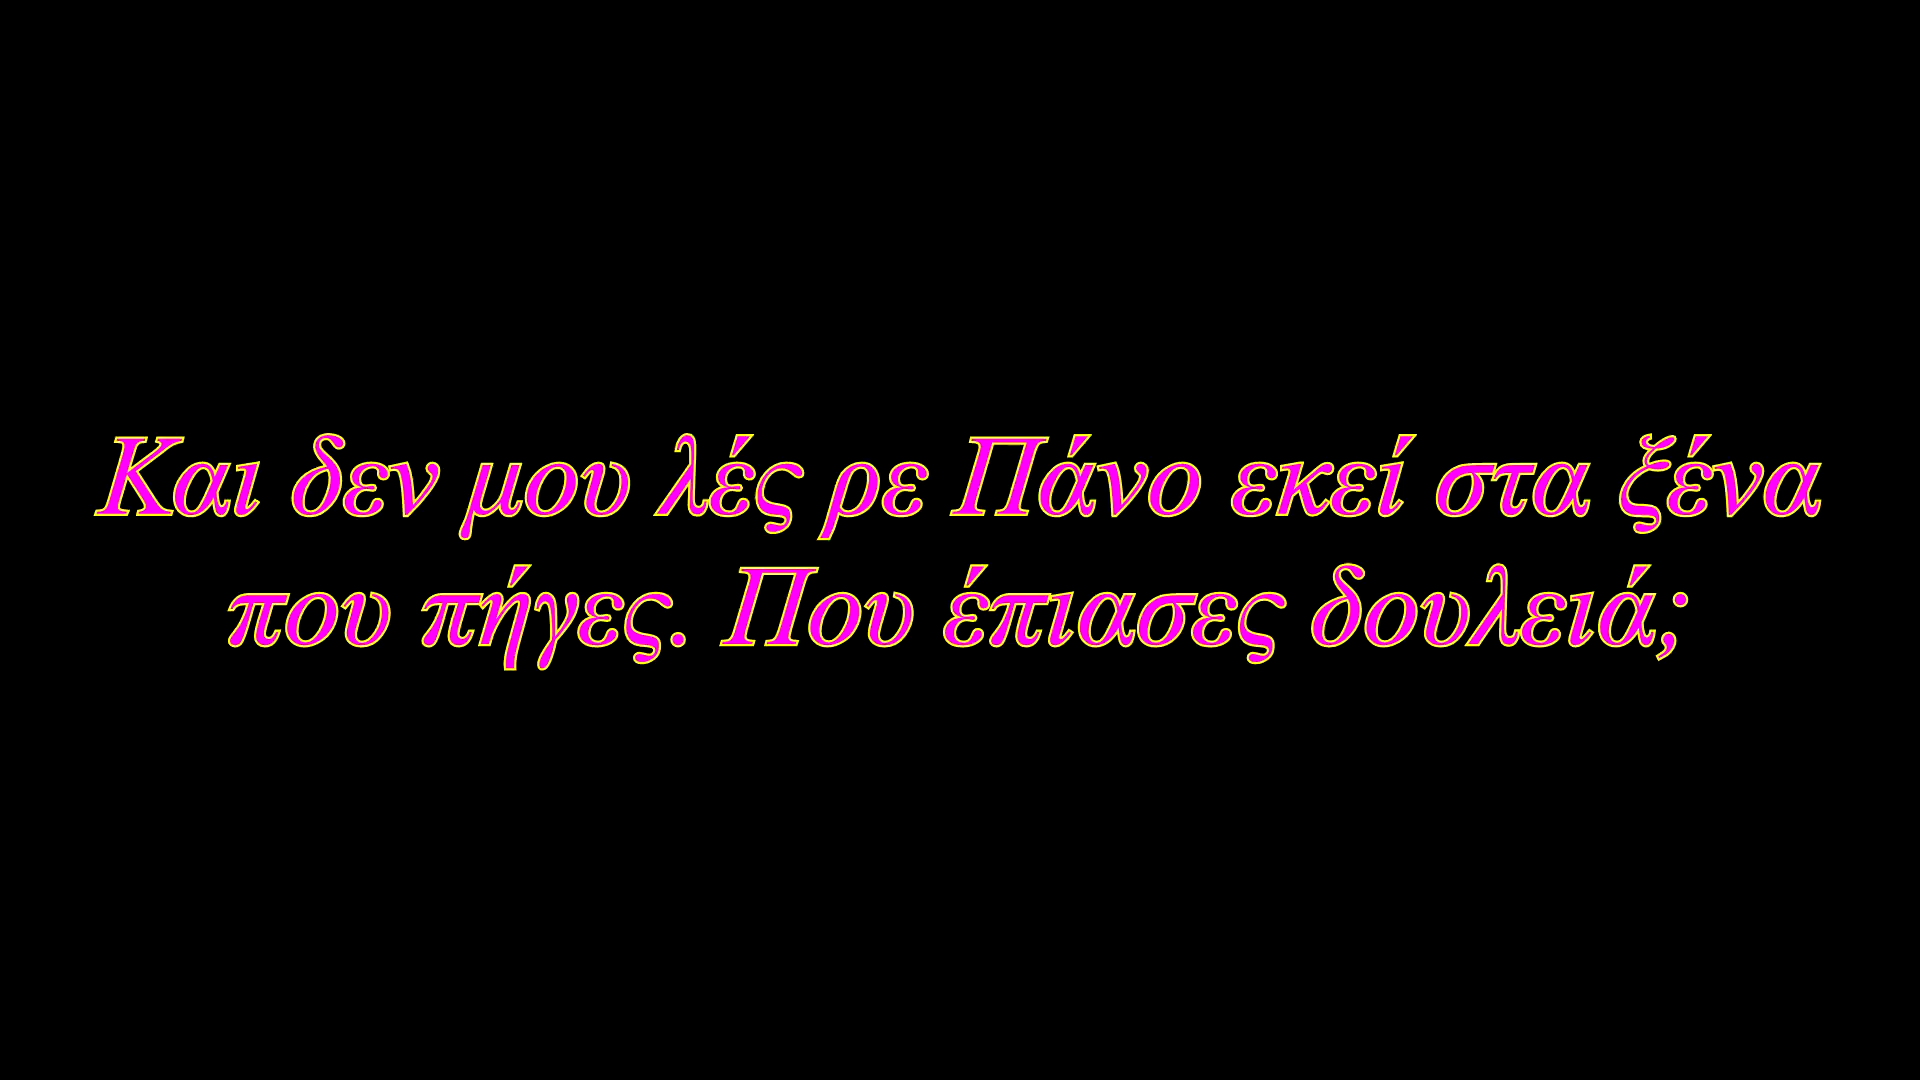 Και δεν μου λές ρε Πάνο εκεί στα ξένα
που πήγες. Που έπιασες δουλειά;